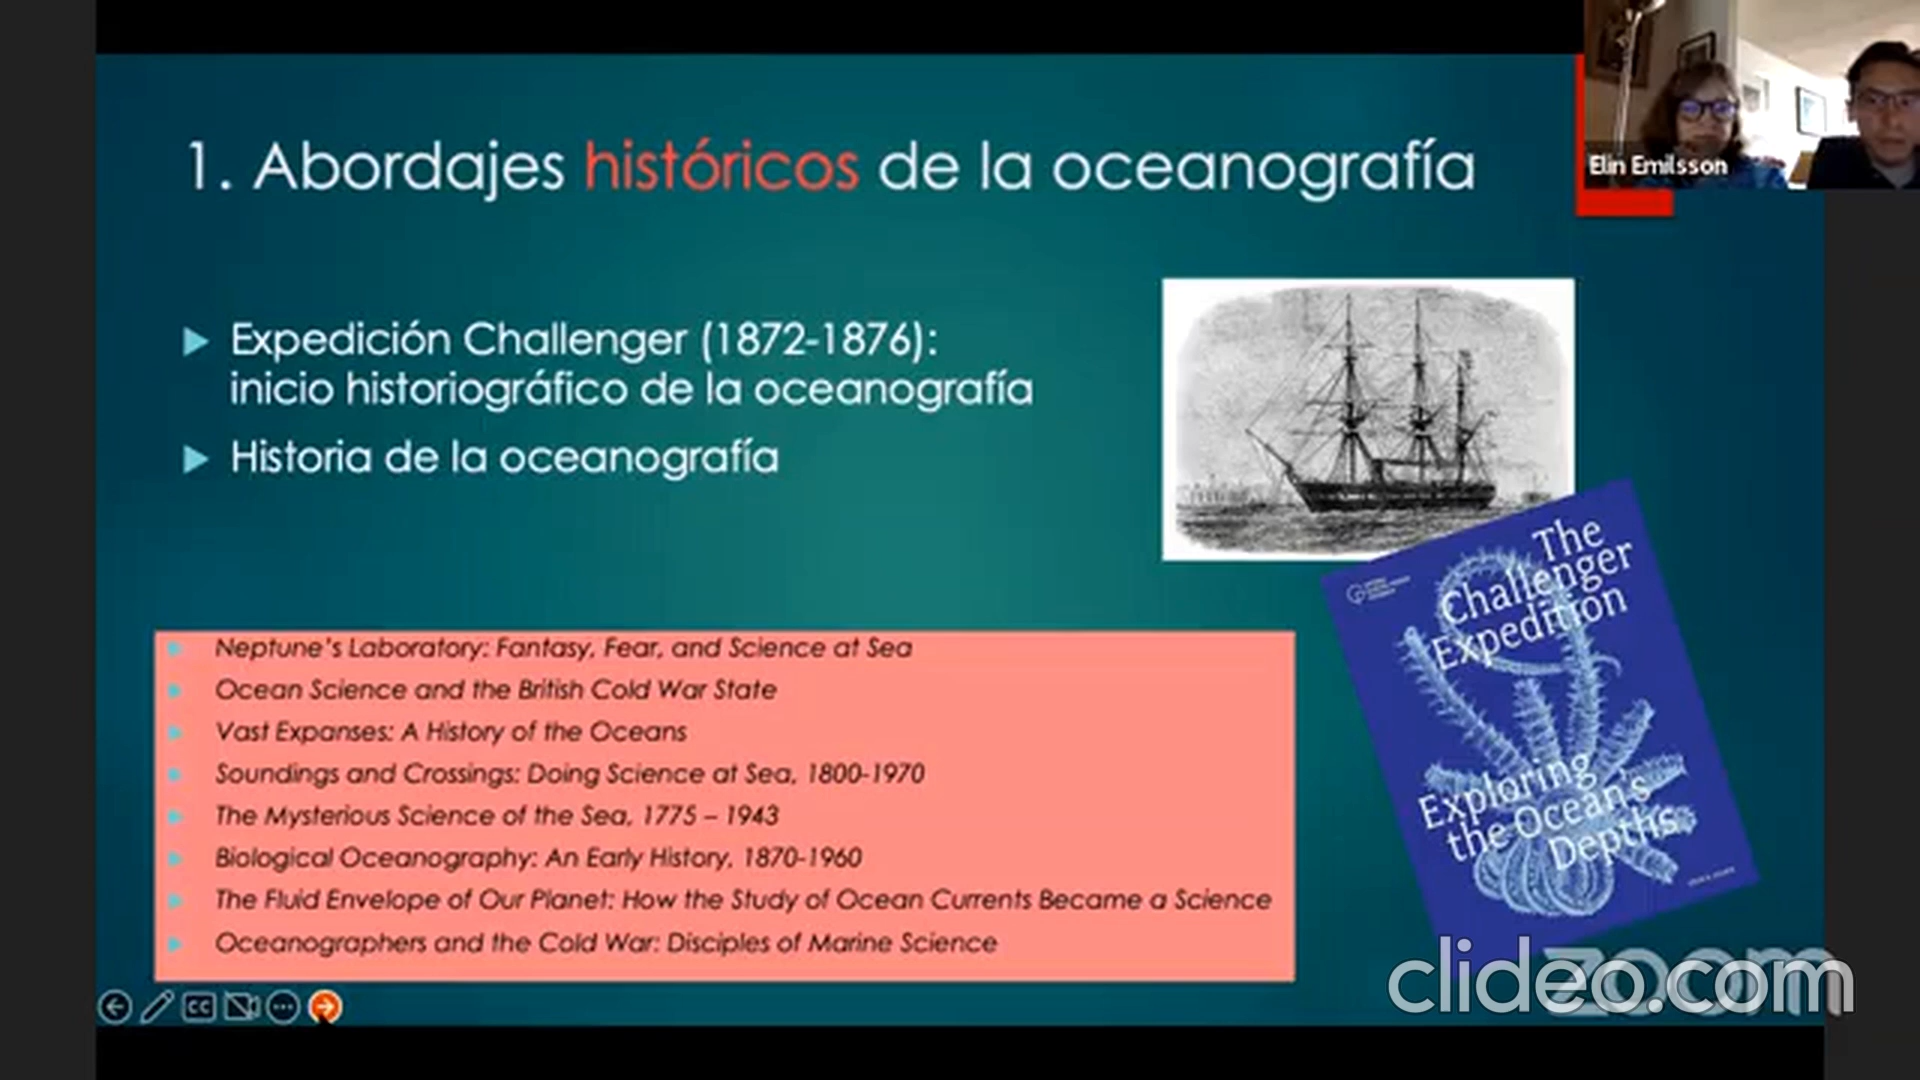 1. Abordajes históricos de la oceanografía
Elin Emilsson
Expedición Challenger (1872-1876):
inicio historiográfico de la oceanografía
Historia de la oceanografía
The
Challenger
Expedition
Exploring
the Ocean's
Depths
Neptune's Laboratory: Fantasy, Fear, and Science at Sea
Ocean Science and the British Cold War State
Vast Expanses: A History of the Oceans
Soundings and Crossings: Doing Science at Sea, 1800-1970
The Mysterious Science of the Sea, 1775 – 1943
Biological Oceanography: An Early History, 1870-1960
The Fluid Envelope of Our Planet: How the Study of Ocean Currents Became a Science
Oceanographers and the Cold War: Disciples of Marine Science
CC
clideo.com
zoom